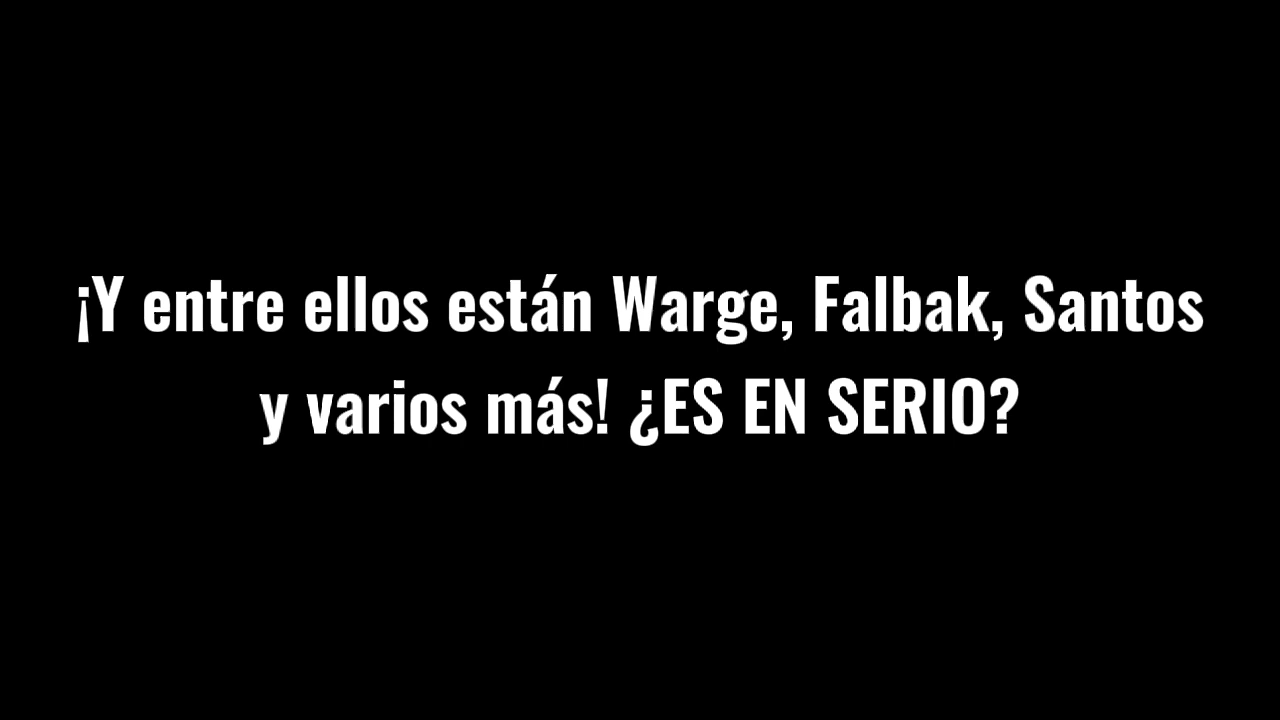 ¡Y entre ellos están Warge, Falbak, Santos
y varios más! ¿ES EN SERIO?